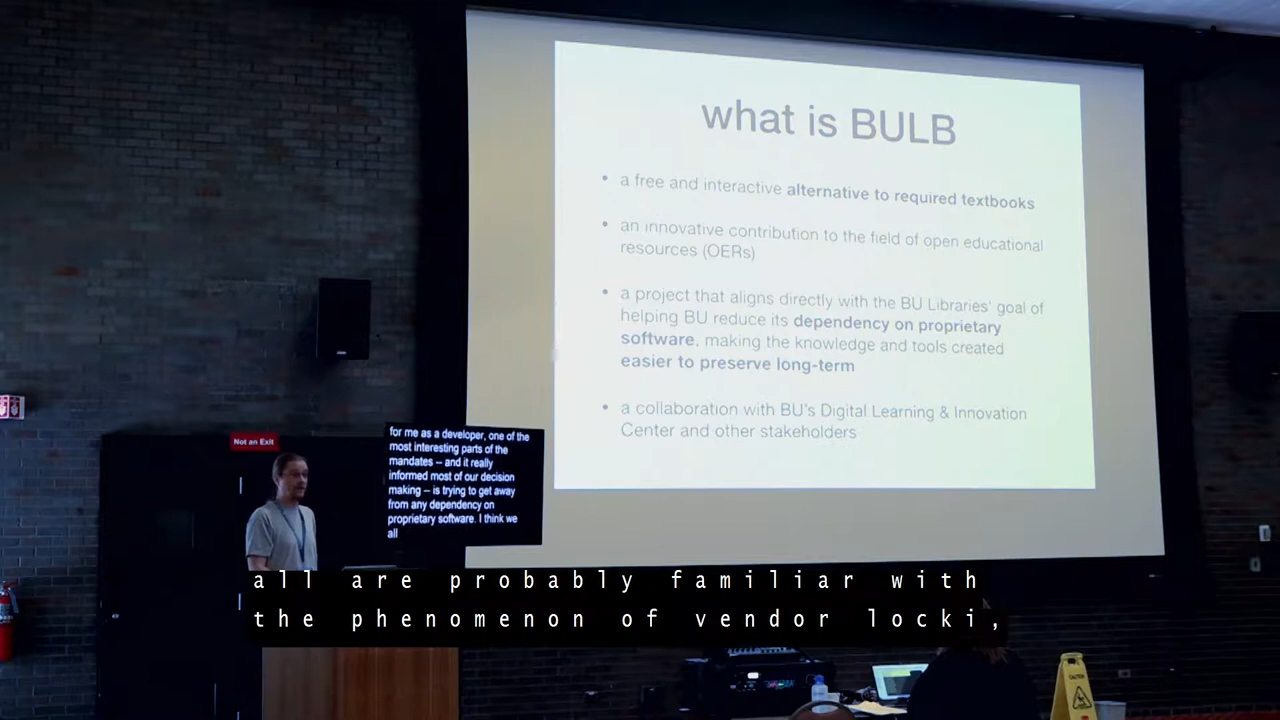 what is BULB
• a free and interactive alternative to required textbooks
• an innovative contribution to the field of open educational
resources (OERs)
• a project that aligns directly with the BU Libraries' goal of
helping BU reduce its dependency on proprietary
software, making the knowledge and tools created
easier to preserve long-term
• a collaboration with BU's Digital Learning & Innovation
Center and other stakeholders
Not an Exit
for me as a developer, one of the
most interesting parts of the
mandates – and it really
informed most of our decision
making – is trying to get away
from any dependency on
proprietary software. I think we
all
all are probably familiar with
the phenomenon of vendor locki,
CAUTION